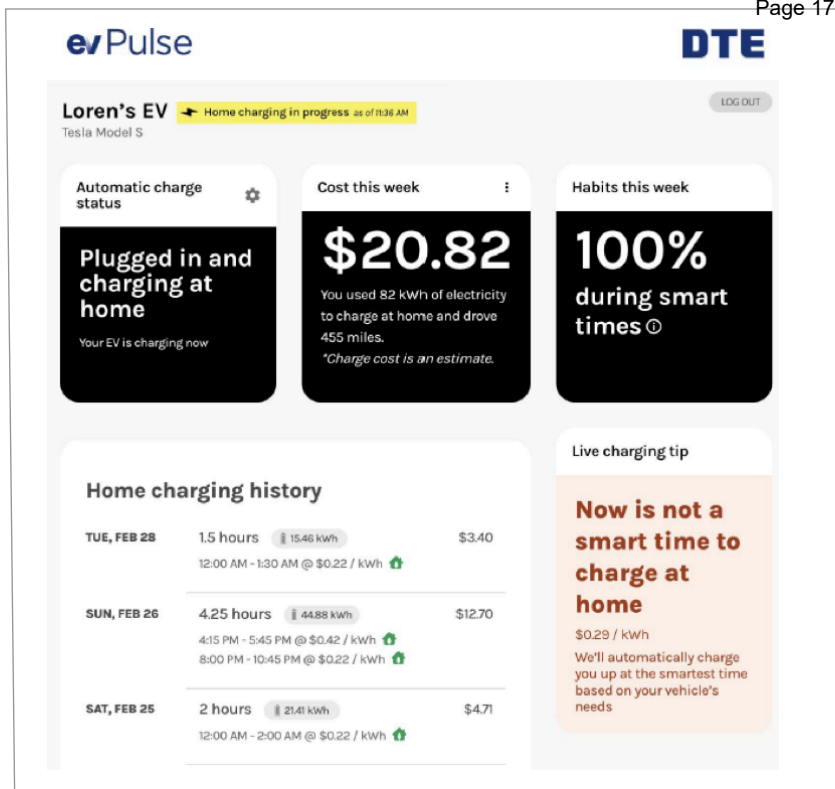 Page 17
evPulse
DTE
Loren's EV Home charging in progress as of 11:36 AM
LOG OUT
Tesla Model S
Automatic charge
status
Plugged in and
charging at
home
Your EV is charging now
Cost this week
$20.82
You used 82 kWh of electricity
to charge at home and drove
455 miles.
*Charge cost is an estimate.
Habits this week
100%
during smart
times
Home charging history
TUE, FEB 28 1.5 hours 15.46 kWh $3.40
12:00 AM - 1:30 AM @ $0.22 / kWh
SUN, FEB 26 4.25 hours 44.88 kWh $12.70
4:15 PM - 5:45 PM @ $0.42 / kWh
8:00 PM - 10:45 PM @ $0.22 / kWh
SAT, FEB 25 2 hours 21.41 kWh $4.71
12:00 AM - 2:00 AM @ $0.22 / kWh
Live charging tip
Now is not a
smart time to
charge at
home
$0.29 / kWh
We'll automatically charge
you up at the smartest time
based on your vehicle's
needs